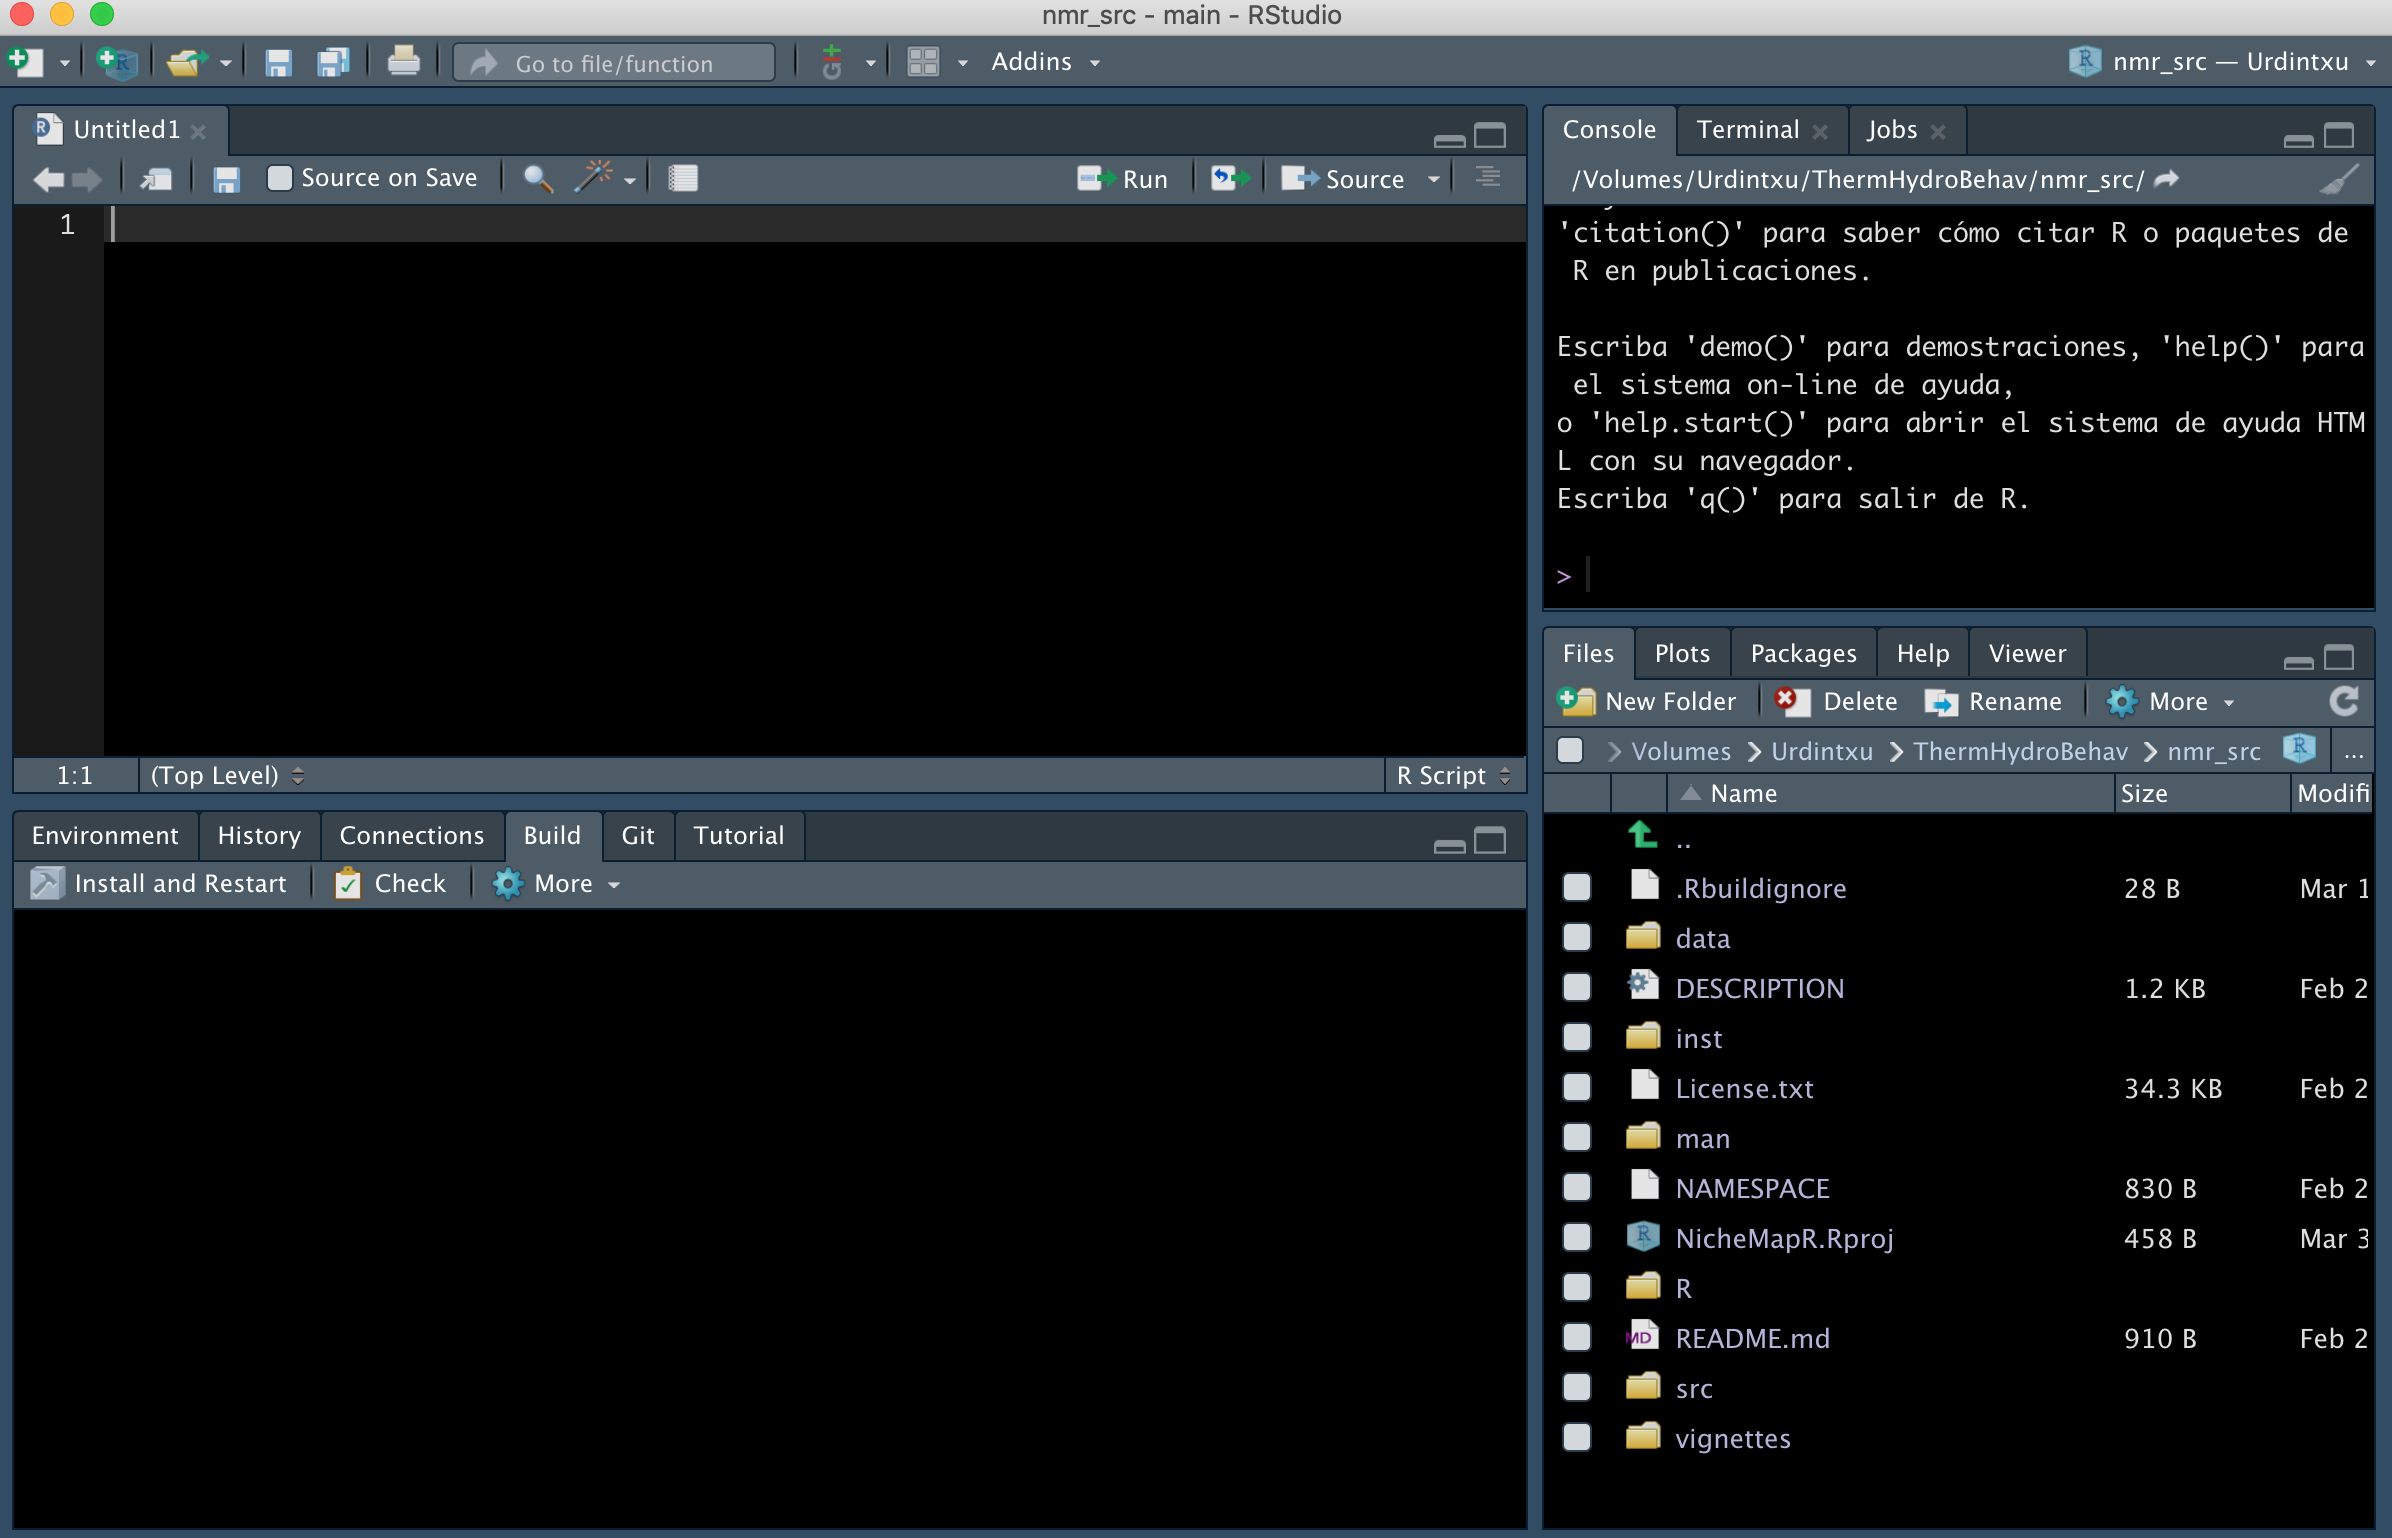 nmr_src - main - RStudio
Go to file/function
Addins
nmr_src — Urdintxu
Untitled1
Source on Save
Run
Source
1
1:1
(Top Level)
R Script
Environment
History
Connections
Build
Git
Tutorial
Install and Restart
Check
More
Console
Terminal
Jobs
/Volumes/Urdintxu/ThermHydroBehav/nmr_src/
'citation()' para saber cómo citar R o paquetes de
R en publicaciones.
Escriba 'demo()' para demostraciones, 'help()' para
el sistema on-line de ayuda,
o 'help.start()' para abrir el sistema de ayuda HTM
L con su navegador.
Escriba 'q()' para salir de R.
>
Files
Plots
Packages
Help
Viewer
New Folder
Delete
Rename
More
Volumes
Urdintxu
ThermHydroBehav
nmr_src
...
Name
Size
Modifi
..
.Rbuildignore 28 B Mar 1
data
DESCRIPTION 1.2 KB Feb 2
inst
License.txt 34.3 KB Feb 2
man
NAMESPACE 830 B Feb 2
NicheMapR.Rproj 458 B Mar 3
R
README.md 910 B Feb 2
src
vignettes